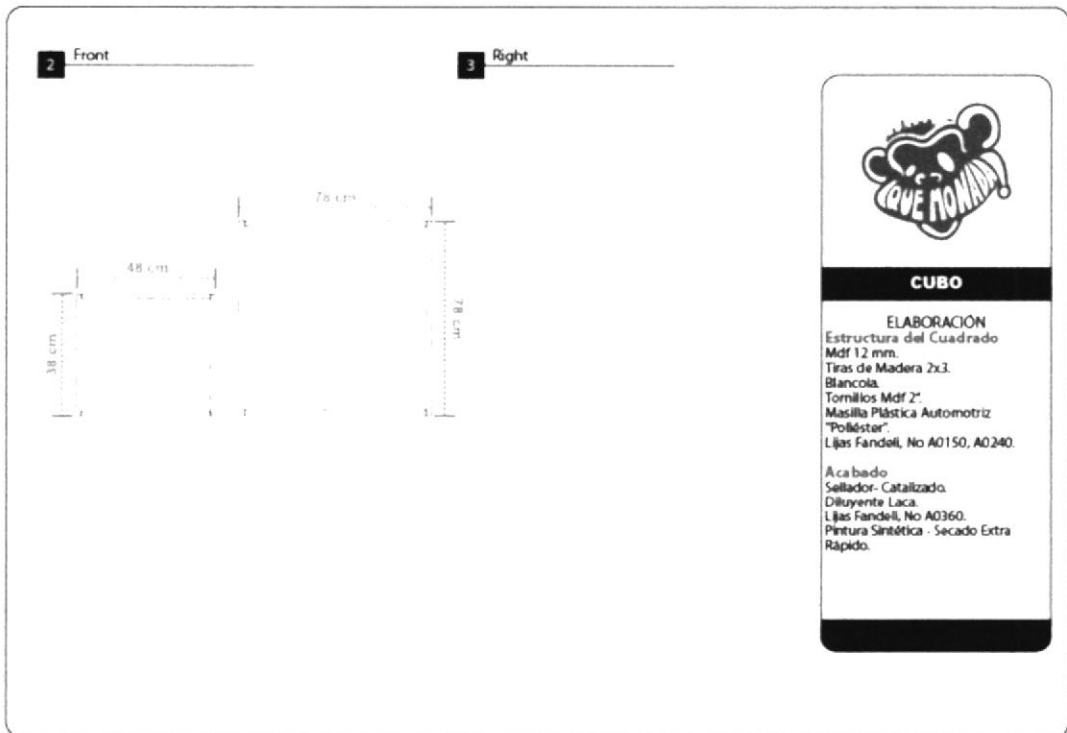 2 Front
3 Right
78 cm
48 cm
38 cm
78 cm
¡QUE MONADA!
CUBO
ELABORACIÓN
Estructura del Cuadrado
Mdf 12 mm.
Tiras de Madera 2x3.
Blancola.
Tornillos Mdf 2".
Masilla Plástica Automotriz
"Poliéster".
Lijas Fandeli, No A0150, A0240.
Acabado
Sellador- Catalizado.
Diluyente Laca.
Lijas Fandeli, No A0360.
Pintura Sintética - Secado Extra
Rápido.